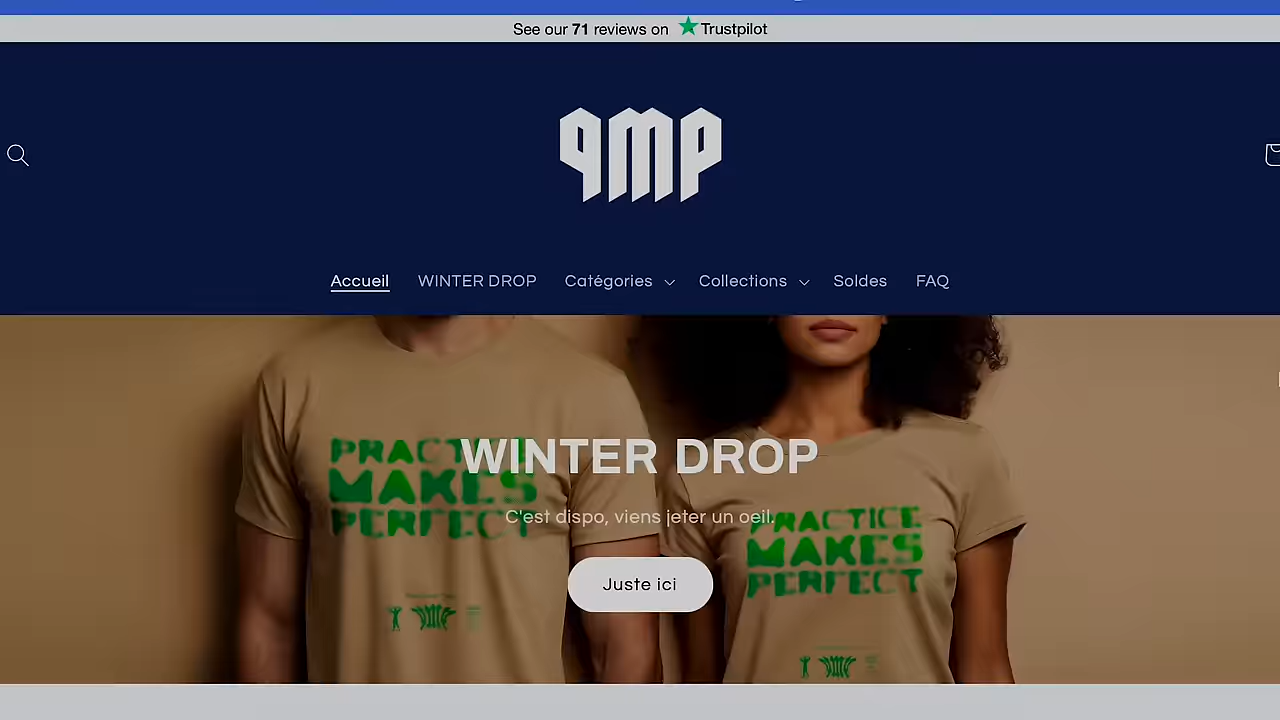 See our 71 reviews on Trustpilot
qmp
Accueil WINTER DROP Catégories Collections Soldes FAQ
WINTER DROP
C'est dispo, viens jeter un oeil.
Juste ici
PRACTICE
MAKES
PERFECT
PRACTICE
MAKES
PERFECT